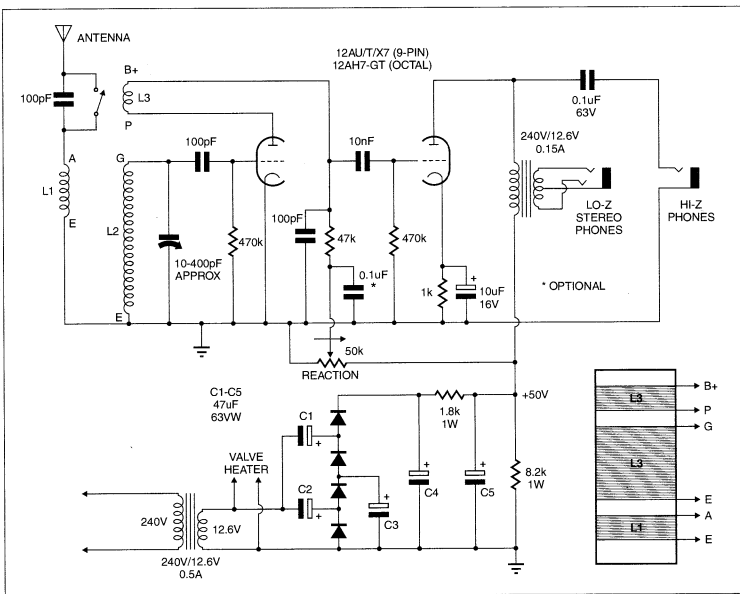 ANTENNA
12AU/T/X7 (9-PIN)
12AH7-GT (OCTAL)
B+
L3
P
100pF
0.1uF
63V
100pF
10nF
240V/12.6V
0.15A
A
G
L1
E
L2
10-400pF
APPROX
470k
100pF
47k
470k
0.1uF
*
1k
+
10uF
16V
LO-Z
STEREO
PHONES
HI-Z
PHONES
* OPTIONAL
E
50k
REACTION
C1-C5
47uF
63VW
C1
+
1.8k
1W
+50V
VALVE
HEATER
C2
+
+
C3
+
C4
+
C5
8.2k
1W
240V
12.6V
240V/12.6V
0.5A
L3
B+
P
G
L3
E
L1
A
E